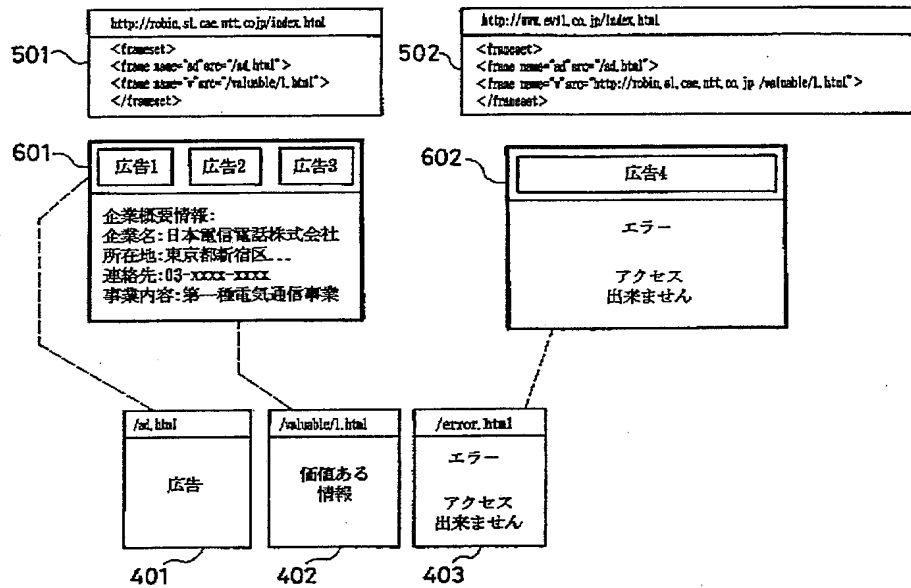 http://robin.sl.cae.ntt.co.jp/index.html
501
<frameset>
<frame name="ad"src="/ad.html">
<frame name="v"src="/valuable/1.html">
</frameset>
http://www.evil.co.jp/index.html
502
<frameset>
<frame name="ad"src="/ad.html">
<frame name="v"src="http://robin.sl.cae.ntt.co.jp /valuable/1.html">
</frameset>
601
広告1 広告2 広告3
企業概要情報:
企業名:日本電信電話株式会社
所在地:東京都新宿区...
連絡先:03-xxxx-xxxx
事業内容:第一種電気通信事業
602
広告4
エラー
アクセス
出来ません
/ad.html
広告
401
/valuable/1.html
価値ある
情報
402
/error.html
エラー
アクセス
出来ません
403